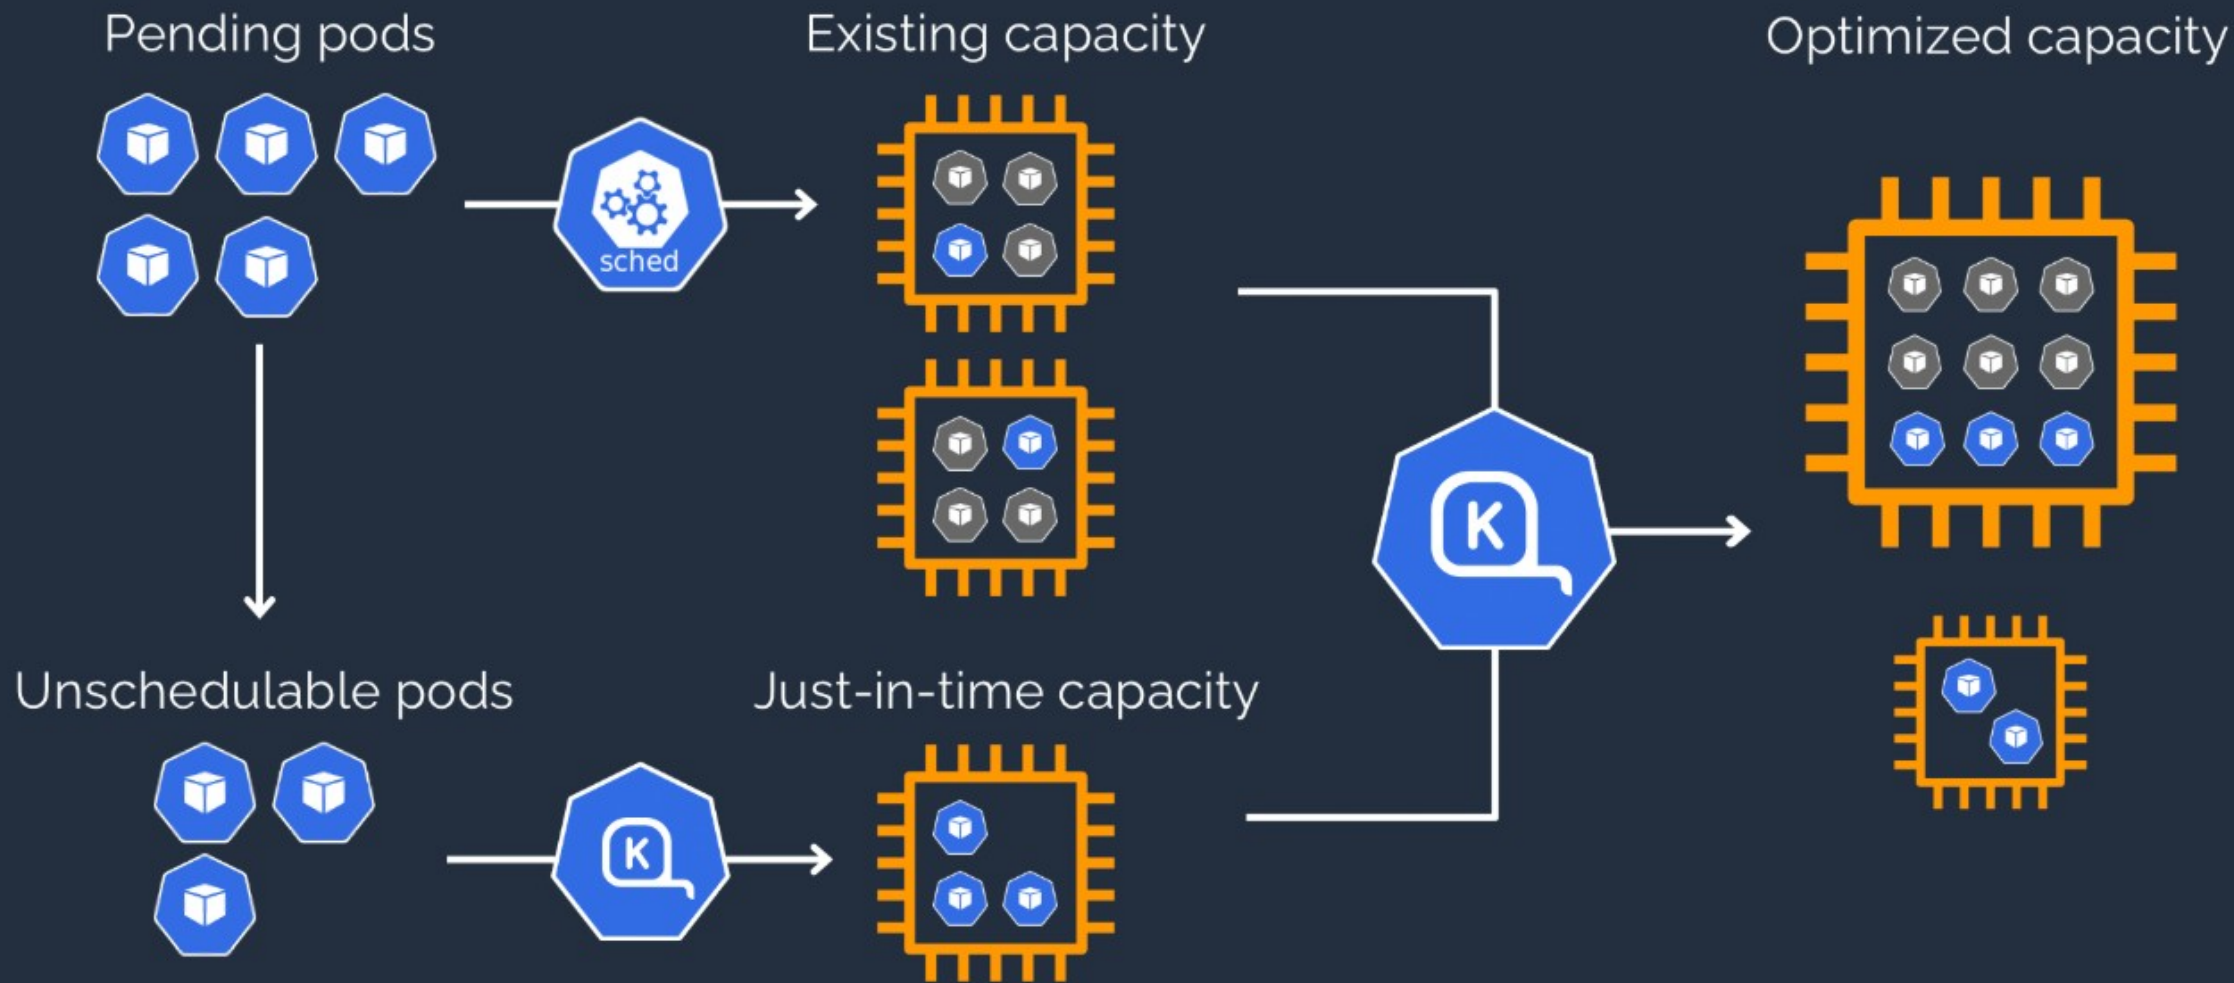 Pending pods
Existing capacity
Optimized capacity
sched
K
Unschedulable pods
Just-in-time capacity
K